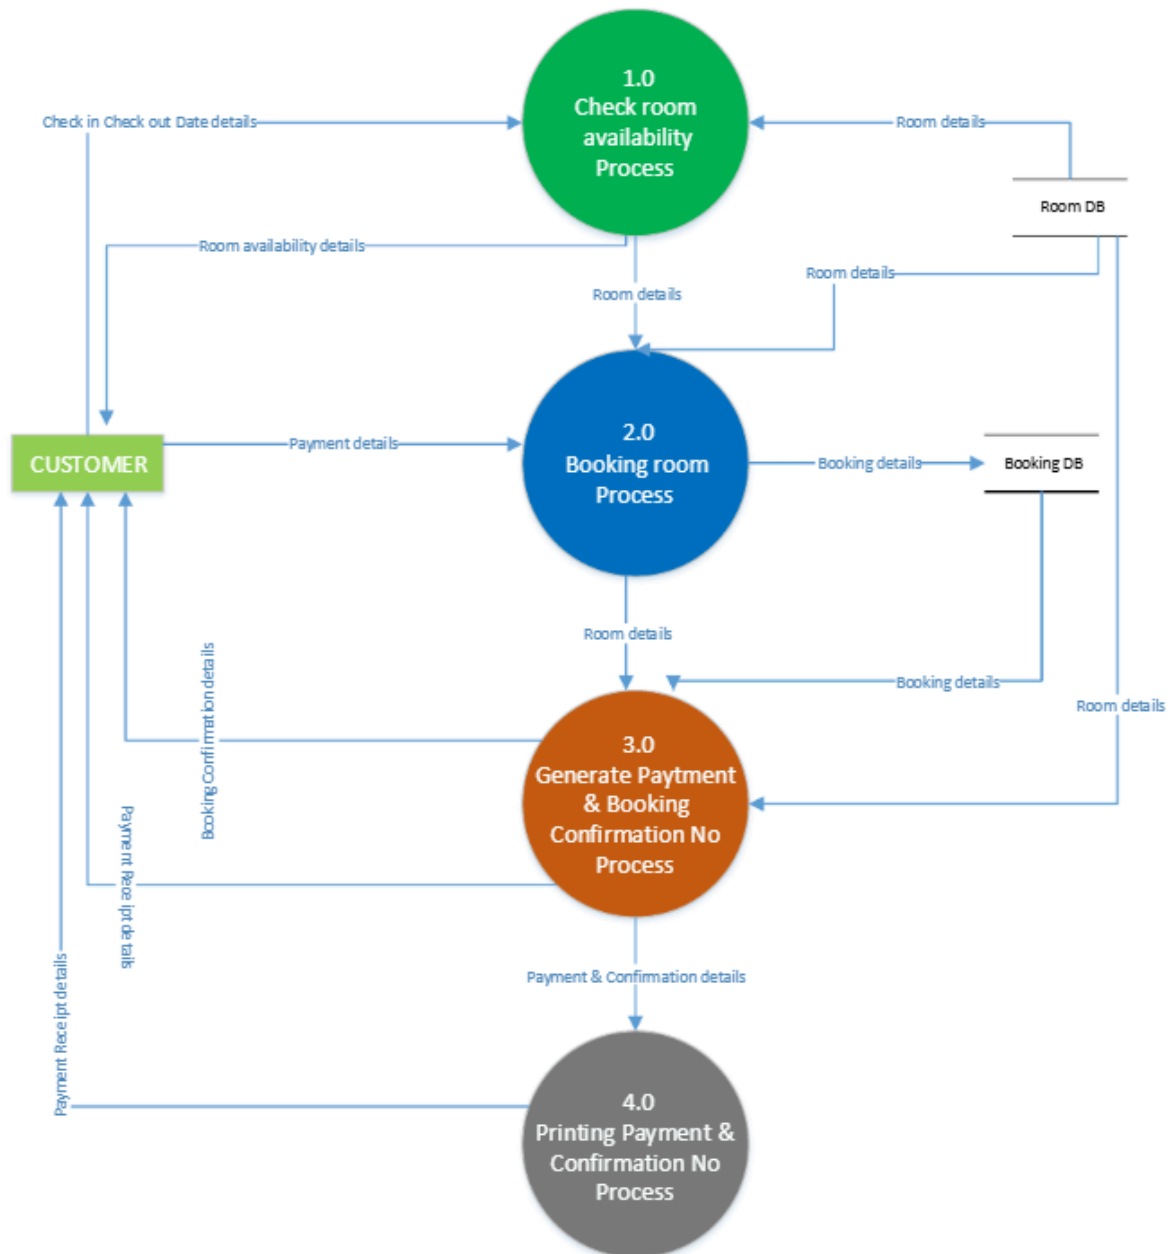 1.0
Check room
availability
Process
Check in Check out Date details
Room details
Room DB
Room availability details
Room details
Room details
CUSTOMER
Payment details
2.0
Booking room
Process
Booking details
Booking DB
Room details
Booking Confirmation details
Booking details
Room details
3.0
Generate Paytment
& Booking
Confirmation No
Process
Payment Receipt details
Payment Receipt details
Payment & Confirmation details
4.0
Printing Payment &
Confirmation No
Process